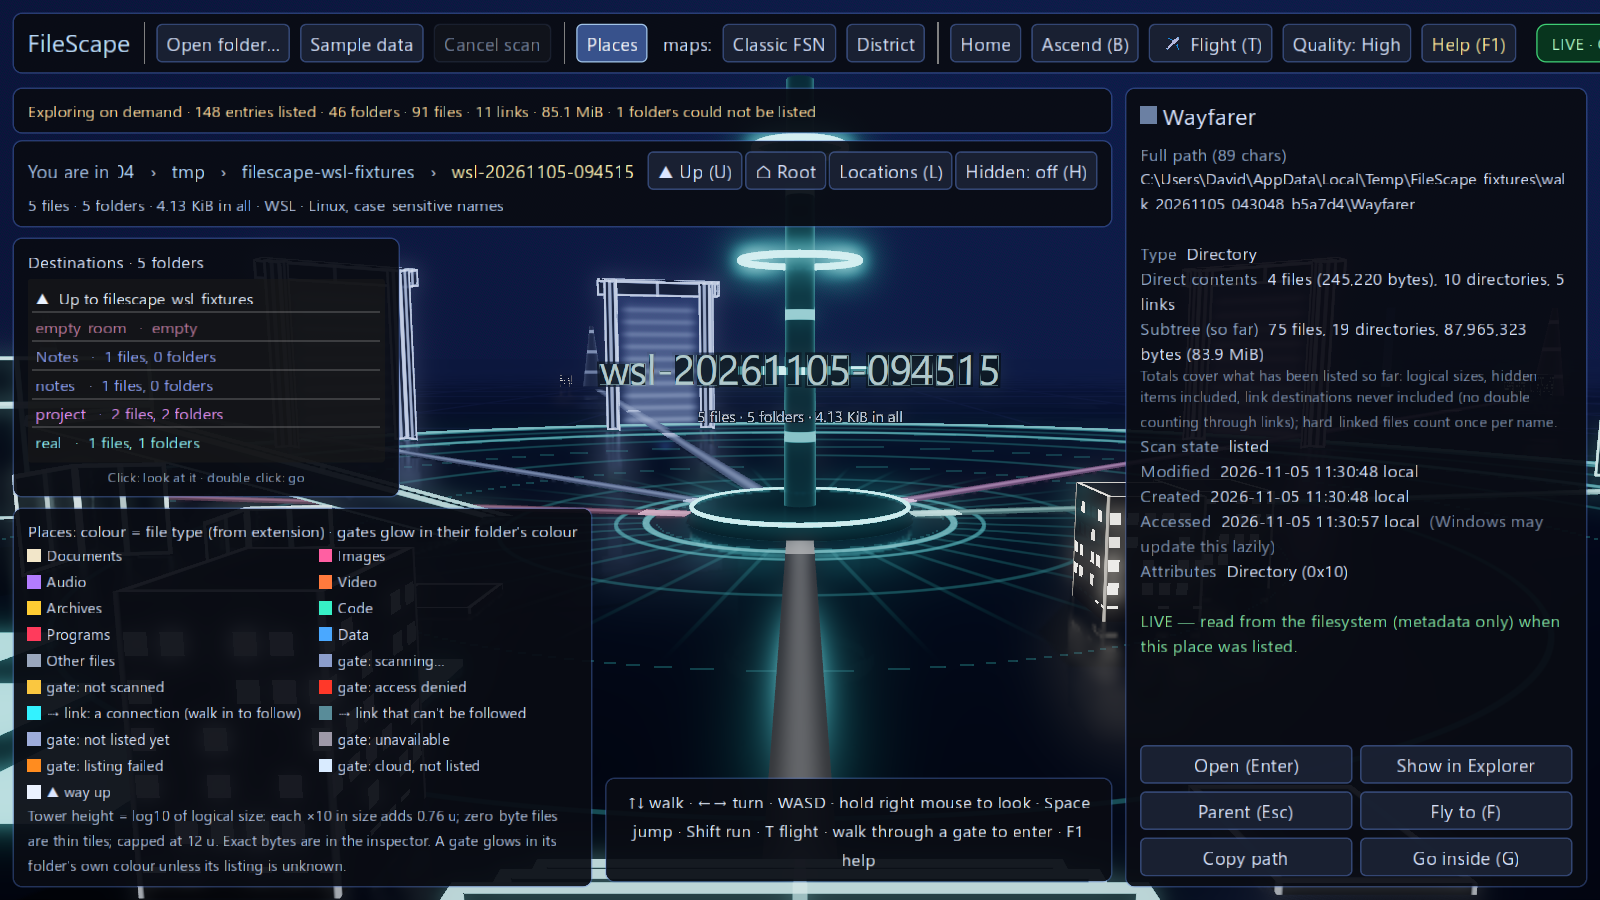 FileScape
Open folder...
Sample data
Cancel scan
Places
maps:
Classic FSN
District
Home
Ascend (B)
Flight (T)
Quality: High
Help (F1)
LIVE ·
Exploring on demand · 148 entries listed · 46 folders · 91 files · 11 links · 85.1 MiB · 1 folders could not be listed
You are in 04 › tmp › filescape-wsl-fixtures › wsl-20261105-094515
▲ Up (U)
Root
Locations (L)
Hidden: off (H)
5 files · 5 folders · 4.13 KiB in all · WSL · Linux, case sensitive names
Destinations · 5 folders
▲ Up to filescape wsl fixtures
empty room · empty
Notes · 1 files, 0 folders
notes · 1 files, 0 folders
project · 2 files, 2 folders
real · 1 files, 1 folders
Click: look at it · double click: go
wsl-20261105-094515
5 files · 5 folders · 4.13 KiB in all
Places: colour = file type (from extension) · gates glow in their folder's colour
Documents
Images
Audio
Video
Archives
Code
Programs
Data
Other files
gate: scanning...
gate: not scanned
gate: access denied
→ link: a connection (walk in to follow)
→ link that can't be followed
gate: not listed yet
gate: unavailable
gate: listing failed
gate: cloud, not listed
▲ way up
Tower height = log10 of logical size: each ×10 in size adds 0.76 u; zero byte files
are thin tiles; capped at 12 u. Exact bytes are in the inspector. A gate glows in its
folder's own colour unless its listing is unknown.
↑↓ walk · ←→ turn · WASD · hold right mouse to look · Space
jump · Shift run · T flight · walk through a gate to enter · F1
help
Wayfarer
Full path (89 chars)
C:\Users\David\AppData\Local\Temp\FileScape fixtures\wal
k 20261105 043048 b5a7d4\Wayfarer
Type Directory
Direct contents 4 files (245,220 bytes), 10 directories, 5
links
Subtree (so far) 75 files, 19 directories, 87,965,323
bytes (83.9 MiB)
Totals cover what has been listed so far: logical sizes, hidden
items included, link destinations never included (no double
counting through links); hard linked files count once per name.
Scan state listed
Modified 2026-11-05 11:30:48 local
Created 2026-11-05 11:30:48 local
Accessed 2026-11-05 11:30:57 local (Windows may
update this lazily)
Attributes Directory (0x10)
LIVE — read from the filesystem (metadata only) when
this place was listed.
Open (Enter)
Show in Explorer
Parent (Esc)
Fly to (F)
Copy path
Go inside (G)